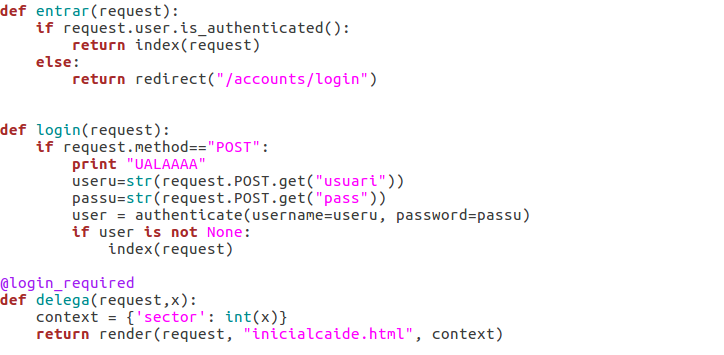 def entrar(request):
    if request.user.is_authenticated():
        return index(request)
    else:
        return redirect("/accounts/login")
def login(request):
    if request.method=="POST":
        print "UALAAAA"
        useru=str(request.POST.get("usuari"))
        passu=str(request.POST.get("pass"))
        user = authenticate(username=useru, password=passu)
        if user is not None:
            index(request)
@login_required
def delega(request,x):
    context = {'sector': int(x)}
    return render(request, "inicialcaide.html", context)